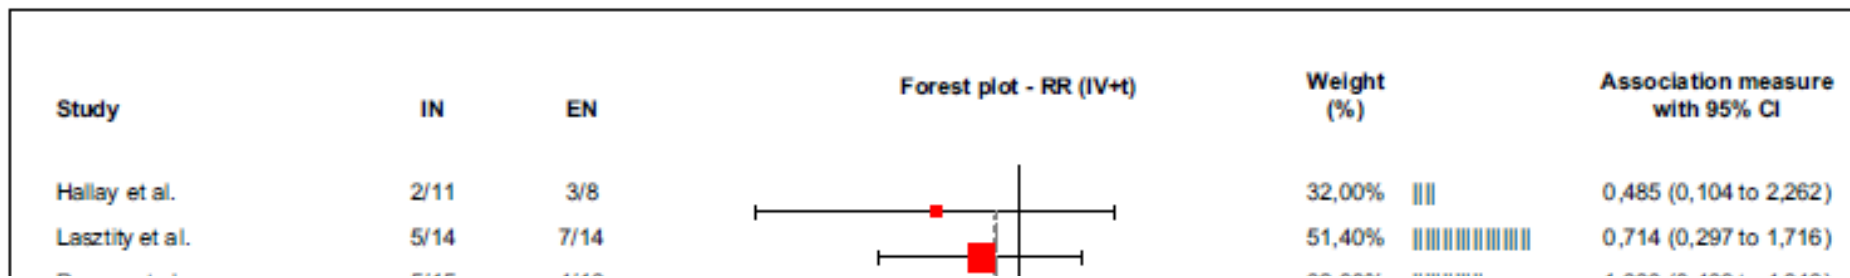 Forest plot - RR (IV+t)
Weight (%)
Association measure with 95% CI
Study IN EN
Hallay et al. 2/11 3/8 32,00% 0,485 (0,104 to 2,262)
Lasztity et al. 5/14 7/14 51,40% 0,714 (0,297 to 1,716)